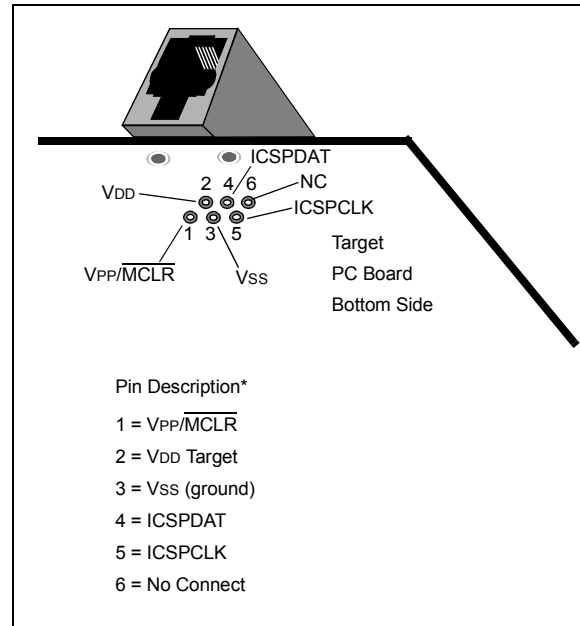 ICSPDAT
2 4 6 NC
VDD
ICSPCLK
1 3 5
Target
VPP/MCLR VSS PC Board
Bottom Side
Pin Description*
1 = VPP/MCLR
2 = VDD Target
3 = VSS (ground)
4 = ICSPDAT
5 = ICSPCLK
6 = No Connect